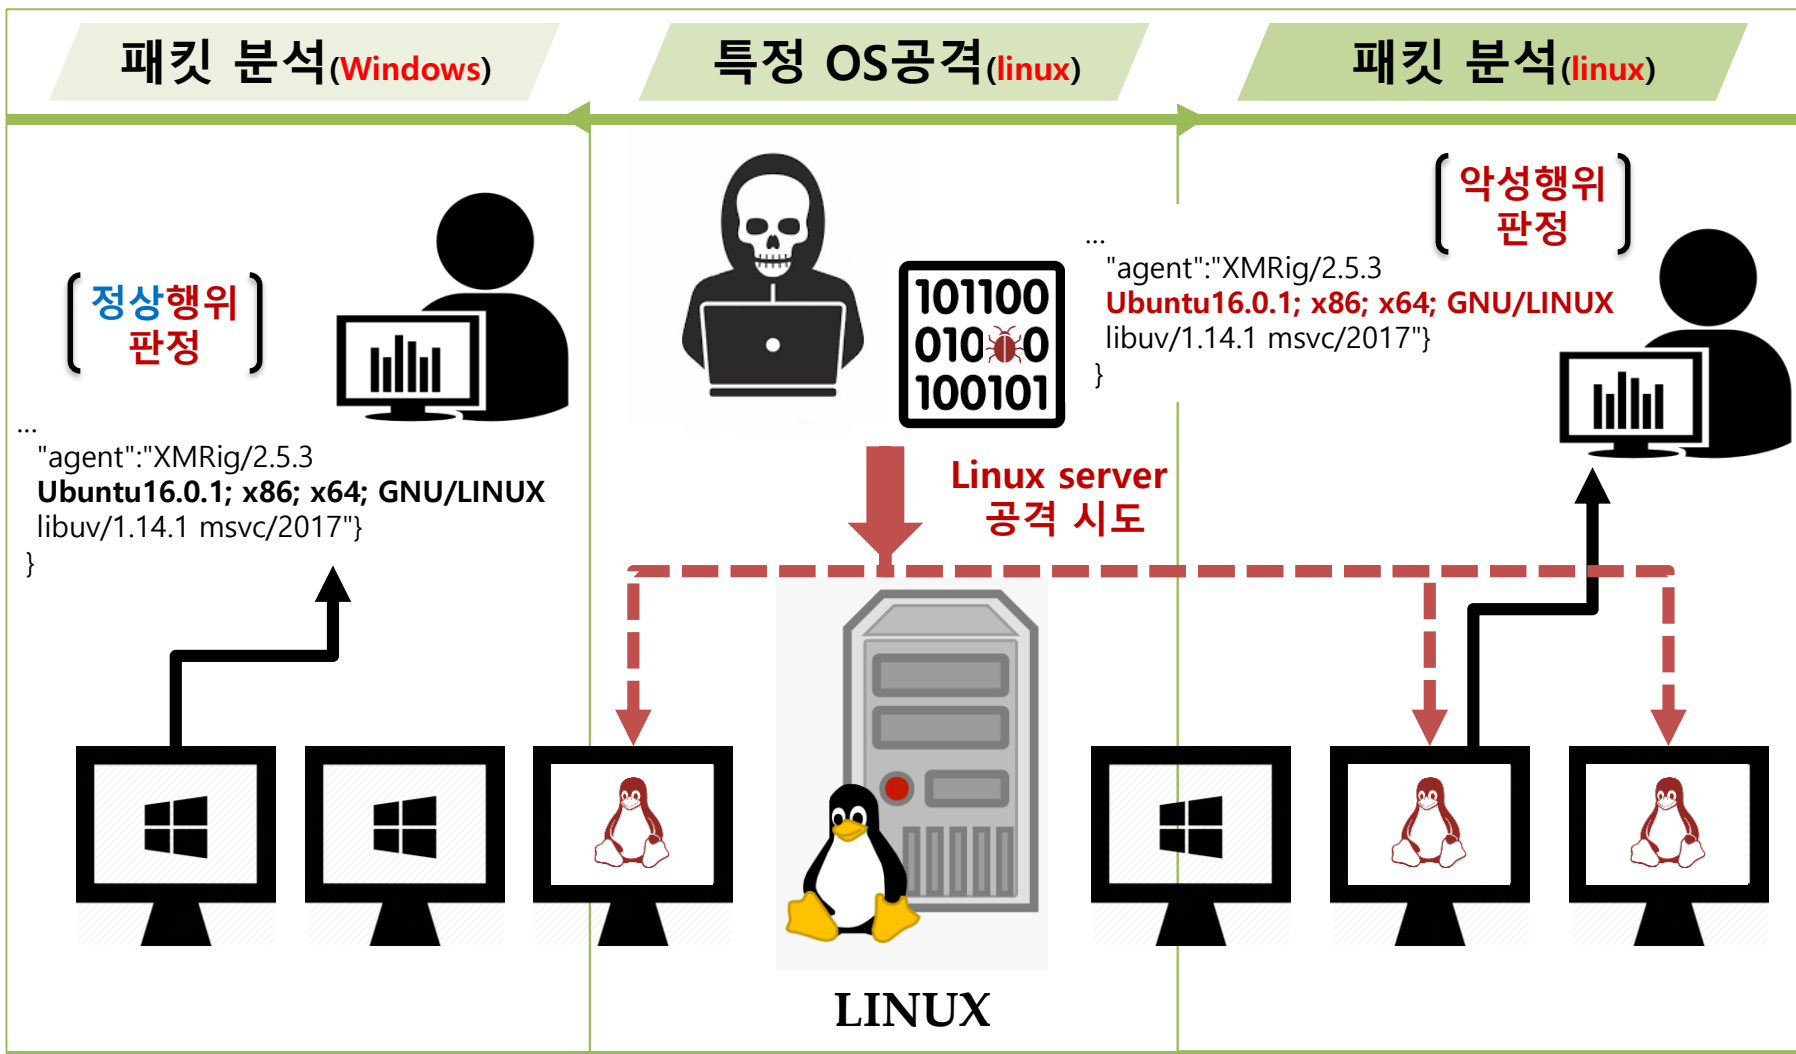 패킷 분석(Windows)
특정 OS공격(linux)
패킷 분석(linux)
정상행위
판정
...
"agent":"XMRig/2.5.3
Ubuntu16.0.1; x86; x64; GNU/LINUX
libuv/1.14.1 msvc/2017"}
}
101100
010 0
100101
Linux server
공격 시도
LINUX
악성행위
판정
...
"agent":"XMRig/2.5.3
Ubuntu16.0.1; x86; x64; GNU/LINUX
libuv/1.14.1 msvc/2017"}
}